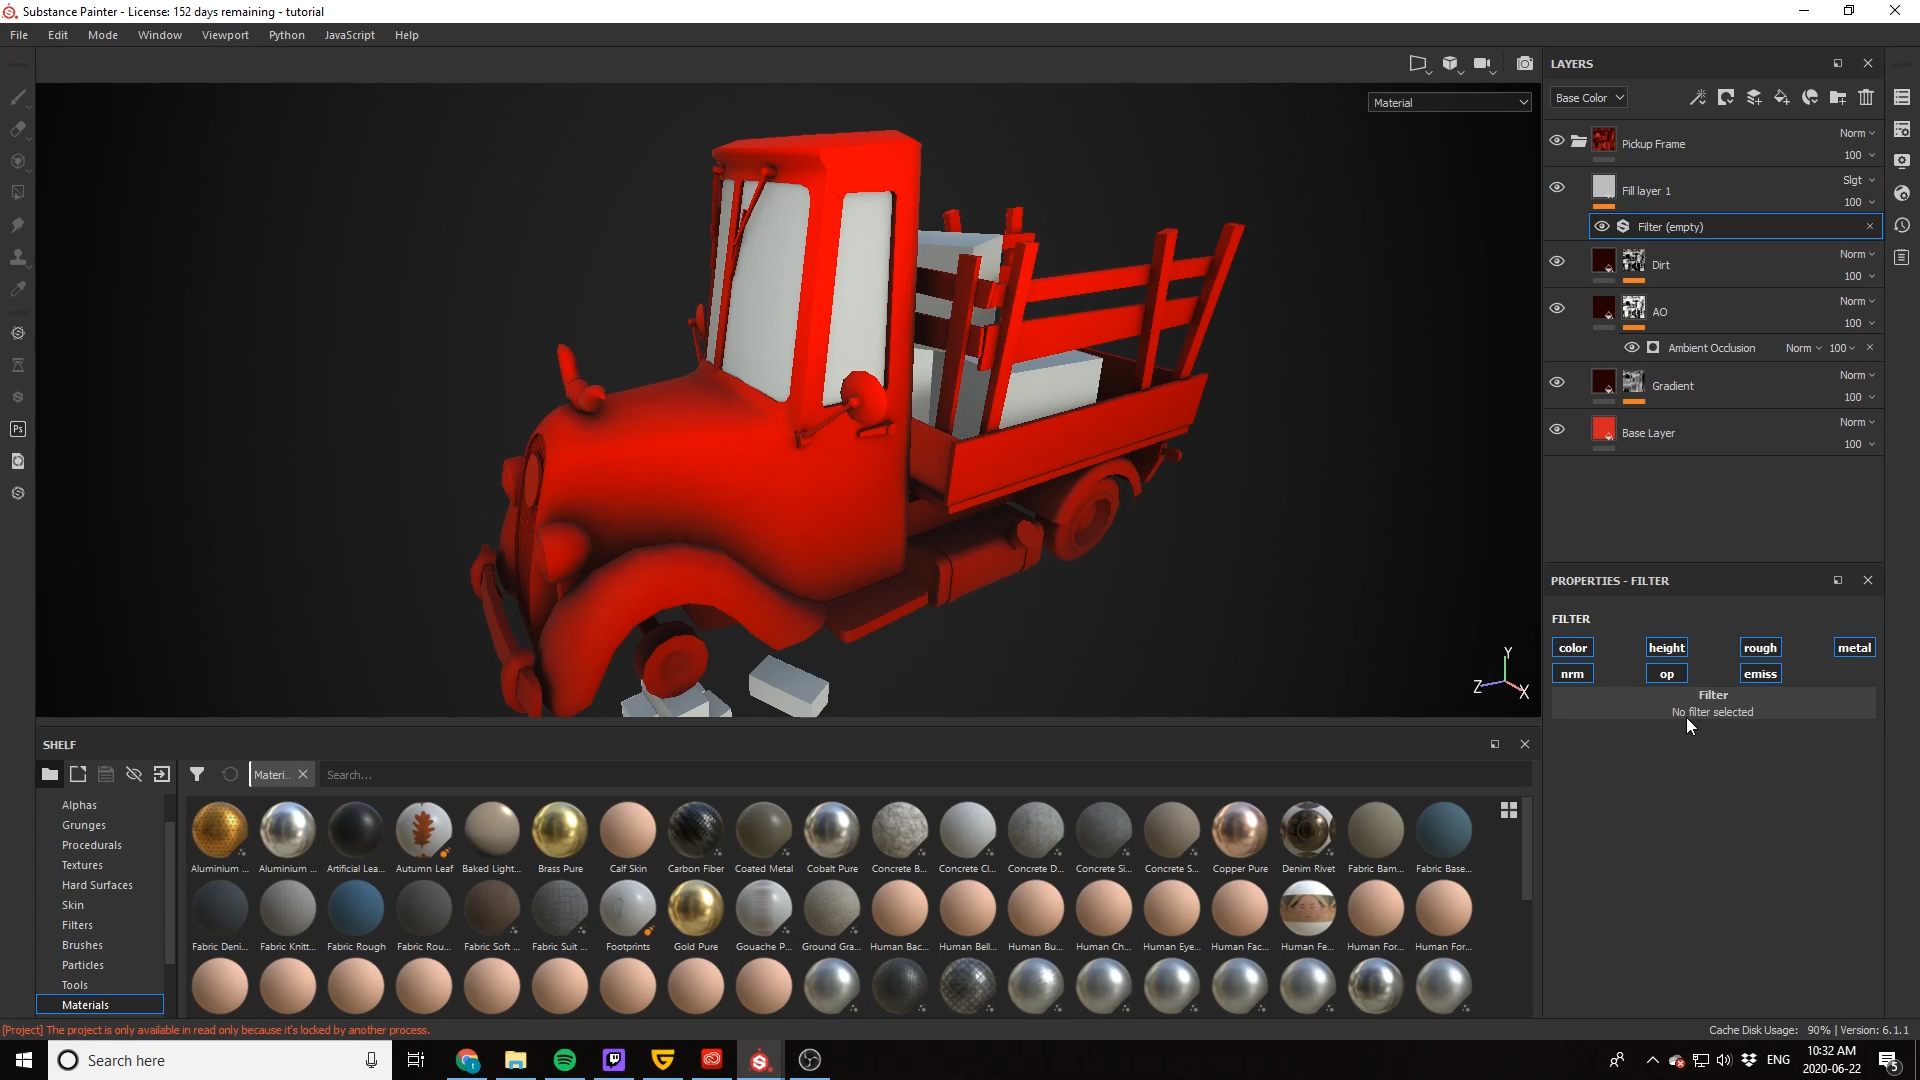 Substance Painter - License: 152 days remaining - tutorial
File Edit Mode Window Viewport Python JavaScript Help
Material
LAYERS
Base Color
Pickup Frame
Norm
100
Fill layer 1
Slgt
100
Filter (empty)
Dirt
Norm
100
AO
Norm
100
Ambient Occlusion Norm 100
Gradient
Norm
100
Base Layer
Norm
100
PROPERTIES - FILTER
FILTER
color height rough metal
nrm op emiss
Filter
No filter selected
Y
Z X
SHELF
Materi.. Search...
Alphas
Grunges
Procedurals
Textures
Hard Surfaces
Skin
Filters
Brushes
Particles
Tools
Materials
Aluminium ... Aluminium ... Artificial Lea... Autumn Leaf Baked Light... Brass Pure Calf Skin Carbon Fiber Coated Metal Cobalt Pure Concrete B... Concrete Cl... Concrete D... Concrete Si... Concrete S... Copper Pure Denim Rivet Fabric Bam... Fabric Base...
Fabric Deni... Fabric Knitt... Fabric Rough Fabric Rou... Fabric Soft ... Fabric Suit ... Footprints Gold Pure Gouache P... Ground Gra... Human Bac... Human Bell... Human Bu... Human Ch... Human Eye... Human Fac... Human Fe... Human For... Human For...
[Project] The project is only available in read only because it's locked by another process.
Cache Disk Usage: 90% | Version: 6.1.1
Ps
Search here
ENG
10:32 AM
2020-06-22
5